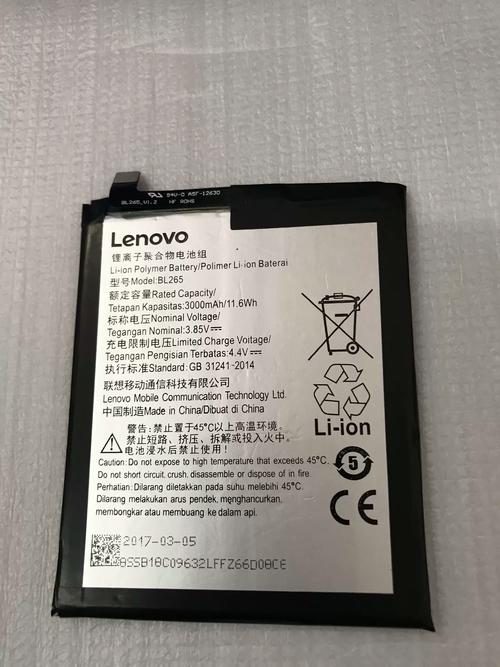 94V-0 ASF-12630
BL265_V1.2 HF ROHS
Lenovo
锂离子聚合物电池组
Li-ion Polymer Battery/Polimer Li-ion Baterai
型号Model:BL265
额定容量Rated Capacity/
Tetapan Kapasitas:3000mAh/11.6Wh
标称电压Nominal Voltage/
Tegangan Nominal:3.85V
充电限制电压Limited Charge Voltage/
Tegangan Pengisian Terbatas:4.4V
执行标准Standard:GB 31241-2014
联想移动通信科技有限公司
Lenovo Mobile Communication Technology Ltd.
中国制造Made in China/Dibuat di China
Li-ion
警告:禁止置于45°C以上高温环境。
禁止短路、挤压、拆解或投入火中。
电池浸水后禁止使用!
Caution:Do not expose to high temperature that exceeds 45°C.
Do not short circuit, crush, disassemble or dispose of in fire.
Perhatian: Dilarang diletakkan pada suhu melebihi 45°C.
Dilarang melakukan arus pendek, menghancurkan,
membongkar atau membuang ke dalam api.
5
CE
2017-03-05
8SSB18C09632LFFZ66D08CE